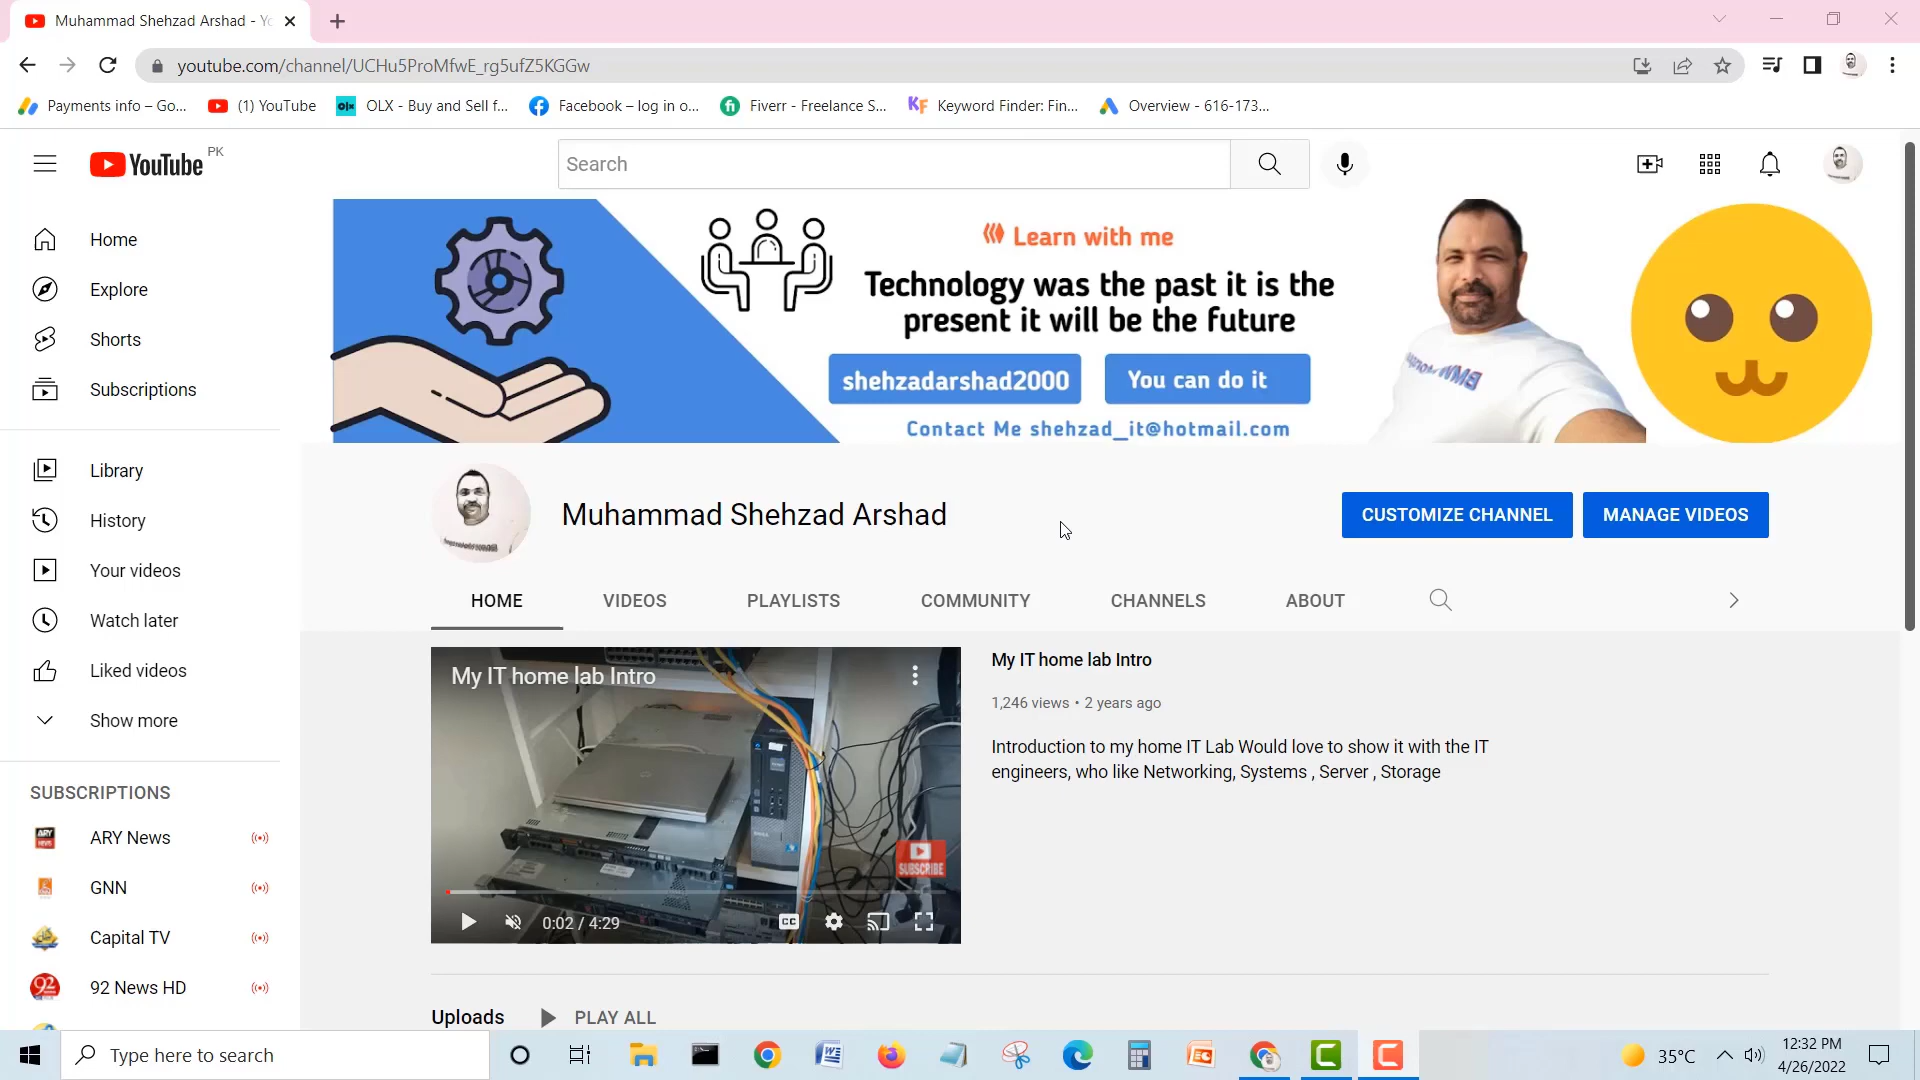 Muhammad Shehzad Arshad - Yo
youtube.com/channel/UCHu5ProMfwE_rg5ufZ5KGGw
Payments info – Go...
(1) YouTube
OLX - Buy and Sell f...
Facebook – log in o...
Fiverr - Freelance S...
Keyword Finder: Fin...
Overview - 616-173...
YouTube PK
Search
Home
Explore
Shorts
Subscriptions
Library
History
Your videos
Watch later
Liked videos
Show more
SUBSCRIPTIONS
ARY News
GNN
Capital TV
92 News HD
Learn with me
Technology was the past it is the
present it will be the future
shehzadarshad2000
You can do it
Contact Me shehzad_it@hotmail.com
Muhammad Shehzad Arshad
CUSTOMIZE CHANNEL
MANAGE VIDEOS
HOME
VIDEOS
PLAYLISTS
COMMUNITY
CHANNELS
ABOUT
My IT home lab Intro
SUBSCRIBE
0:02 / 4:29
CC
My IT home lab Intro
1,246 views • 2 years ago
Introduction to my home IT Lab Would love to show it with the IT
engineers, who like Networking, Systems , Server , Storage
Uploads
PLAY ALL
Type here to search
35°C
12:32 PM
4/26/2022